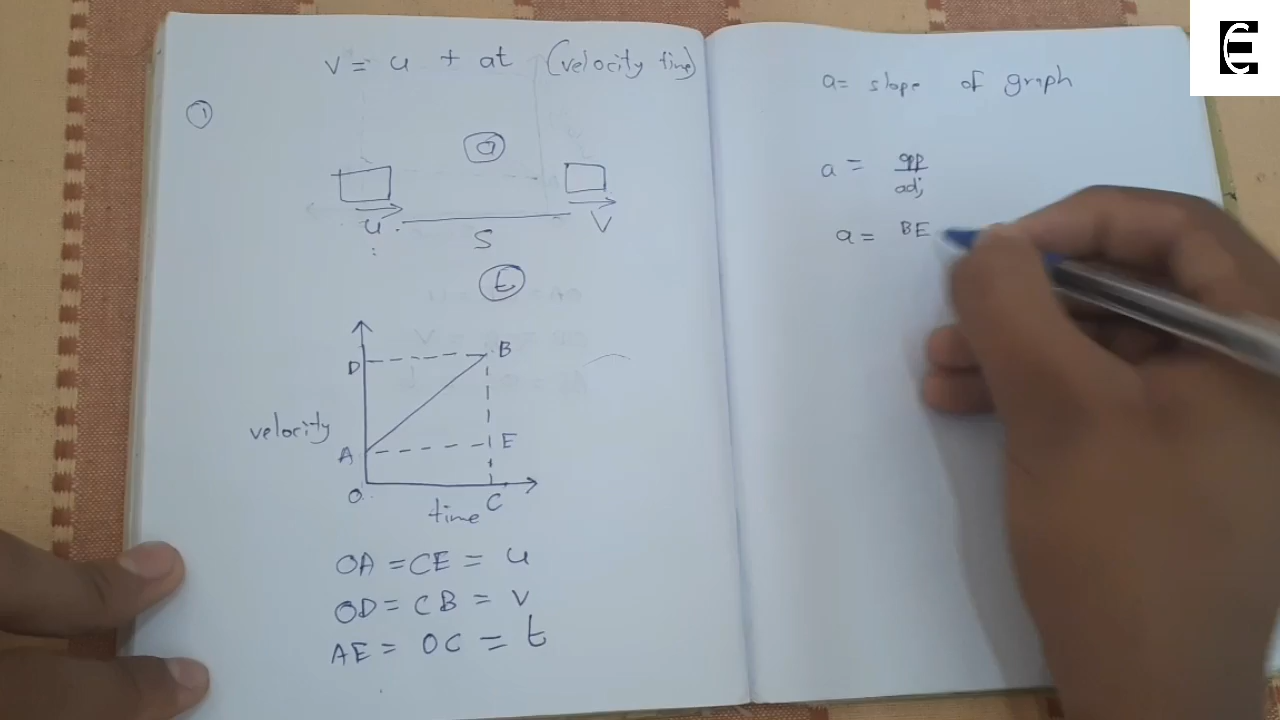 v = u + at (velocity time)
1
a
u
S
V
t
D
B
velocity
A
E
O
time
C
OA = CE = u
OD = CB = v
AE = OC = t
a = slope of graph
a = opp
adj
a = BE
E